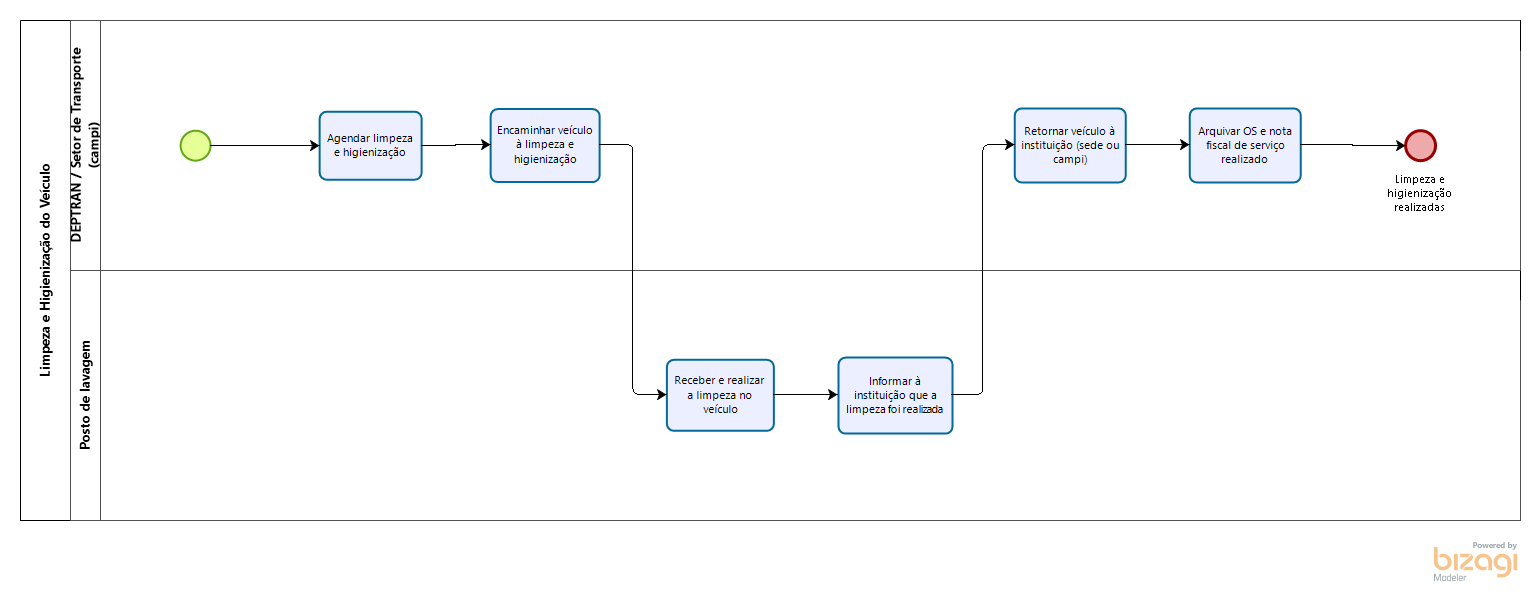 Limpeza e Higienização do Veículo
DEPTRAN / Setor de Transporte
(campi)
Agendar limpeza
e higienização
Encaminhar veículo
à limpeza e
higienização
Retornar veículo à
instituição (sede ou
campi)
Arquivar OS e nota
fiscal de serviço
realizado
Limpeza e
higienização
realizadas
Posto de lavagem
Receber e realizar
a limpeza no
veículo
Informar à
instituição que a
limpeza foi realizada
Powered by
bizagi
Modeler